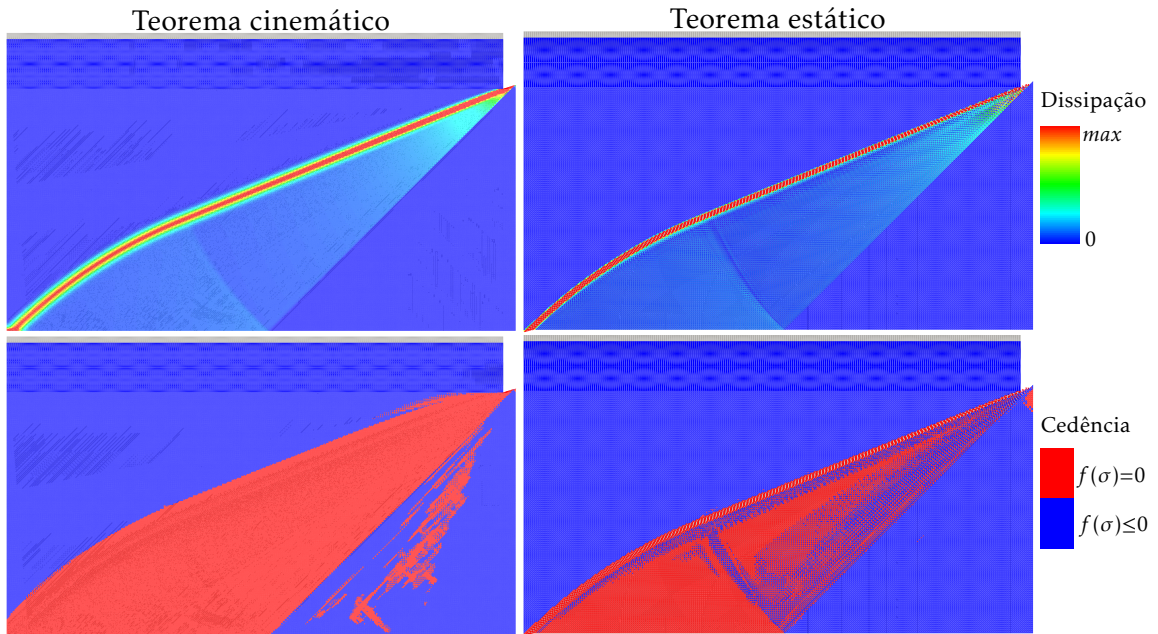 Teorema cinemático
Teorema estático
Dissipação
max
0
Cedência
f(σ)=0
f(σ)≤0